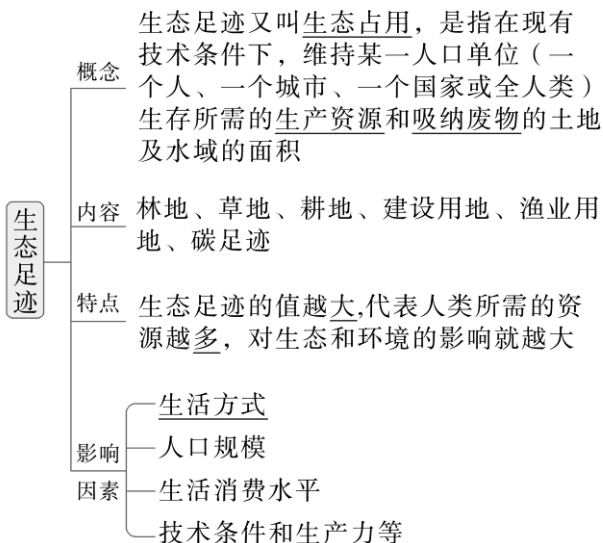 生态足迹
概念
生态足迹又叫生态占用，是指在现有
技术条件下，维持某一人口单位（一
个人、一个城市、一个国家或全人类）
生存所需的生产资源和吸纳废物的土地
及水域的面积
内容
林地、草地、耕地、建设用地、渔业用
地、碳足迹
特点
生态足迹的值越大,代表人类所需的资
源越多，对生态和环境的影响就越大
影响
因素
生活方式
人口规模
生活消费水平
技术条件和生产力等